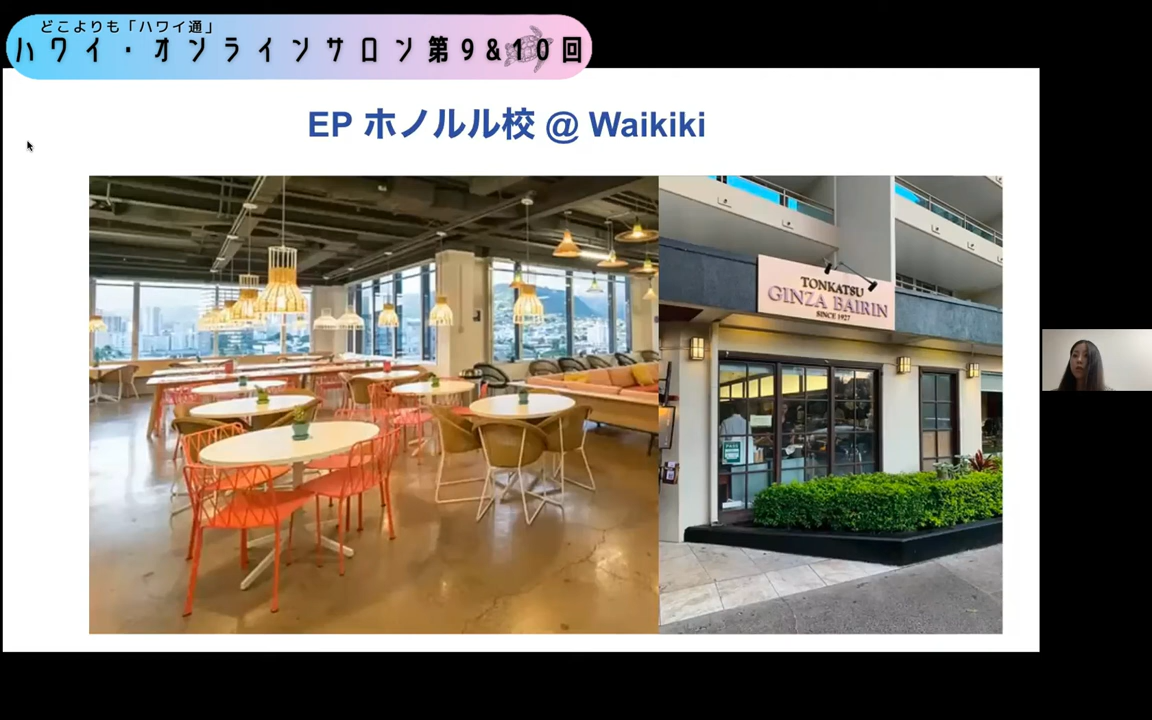 どこよりも「ハワイ通」
ハワイ・オンラインサロン第9&10回
EP ホノルル校 @ Waikiki
TONKATSU
GINZA BAIRIN
SINCE 1927